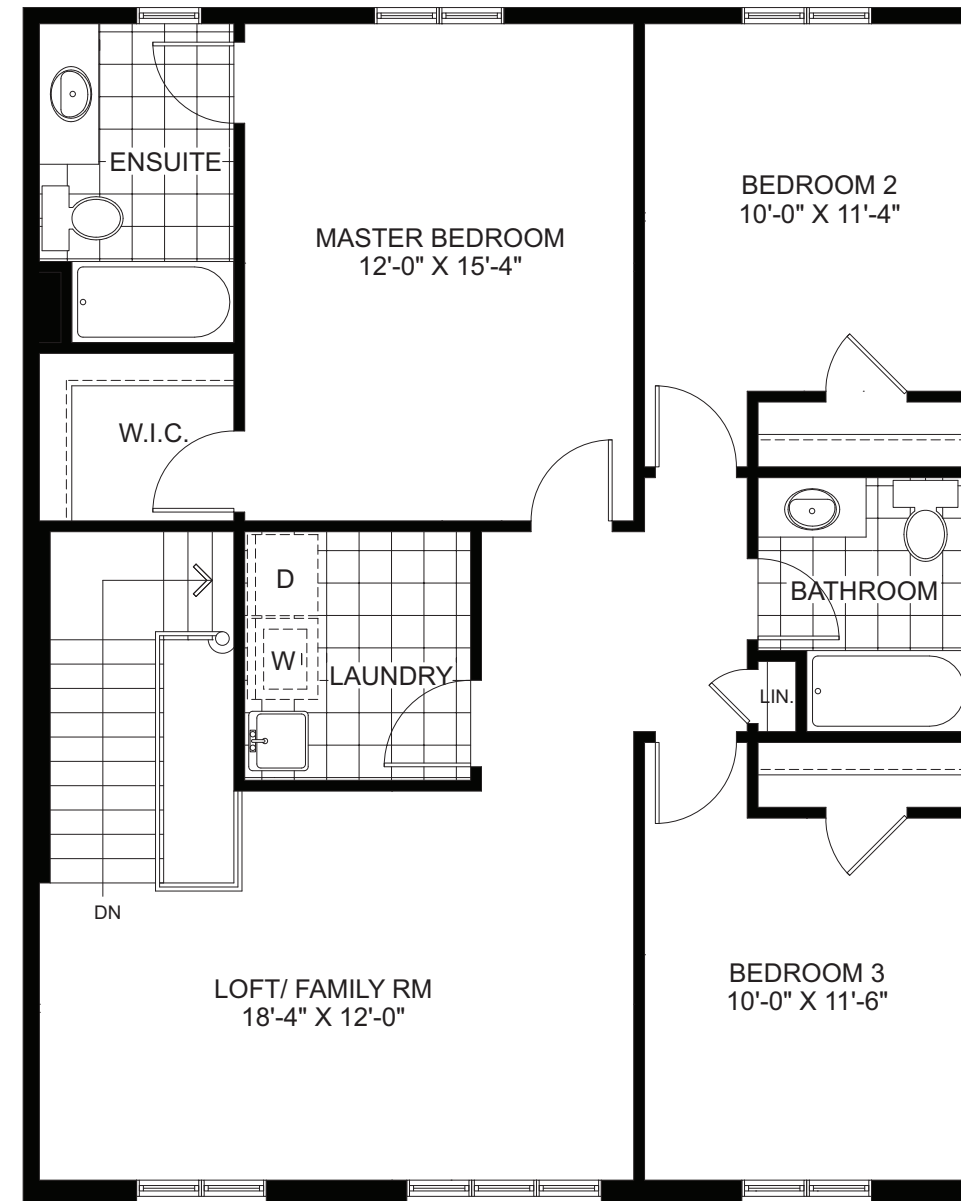 ENSUITE
MASTER BEDROOM
12'-0" X 15'-4"
BEDROOM 2
10'-0" X 11'-4"
W.I.C.
D
W
LAUNDRY
BATHROOM
LIN.
DN
LOFT/ FAMILY RM
18'-4" X 12'-0"
BEDROOM 3
10'-0" X 11'-6"